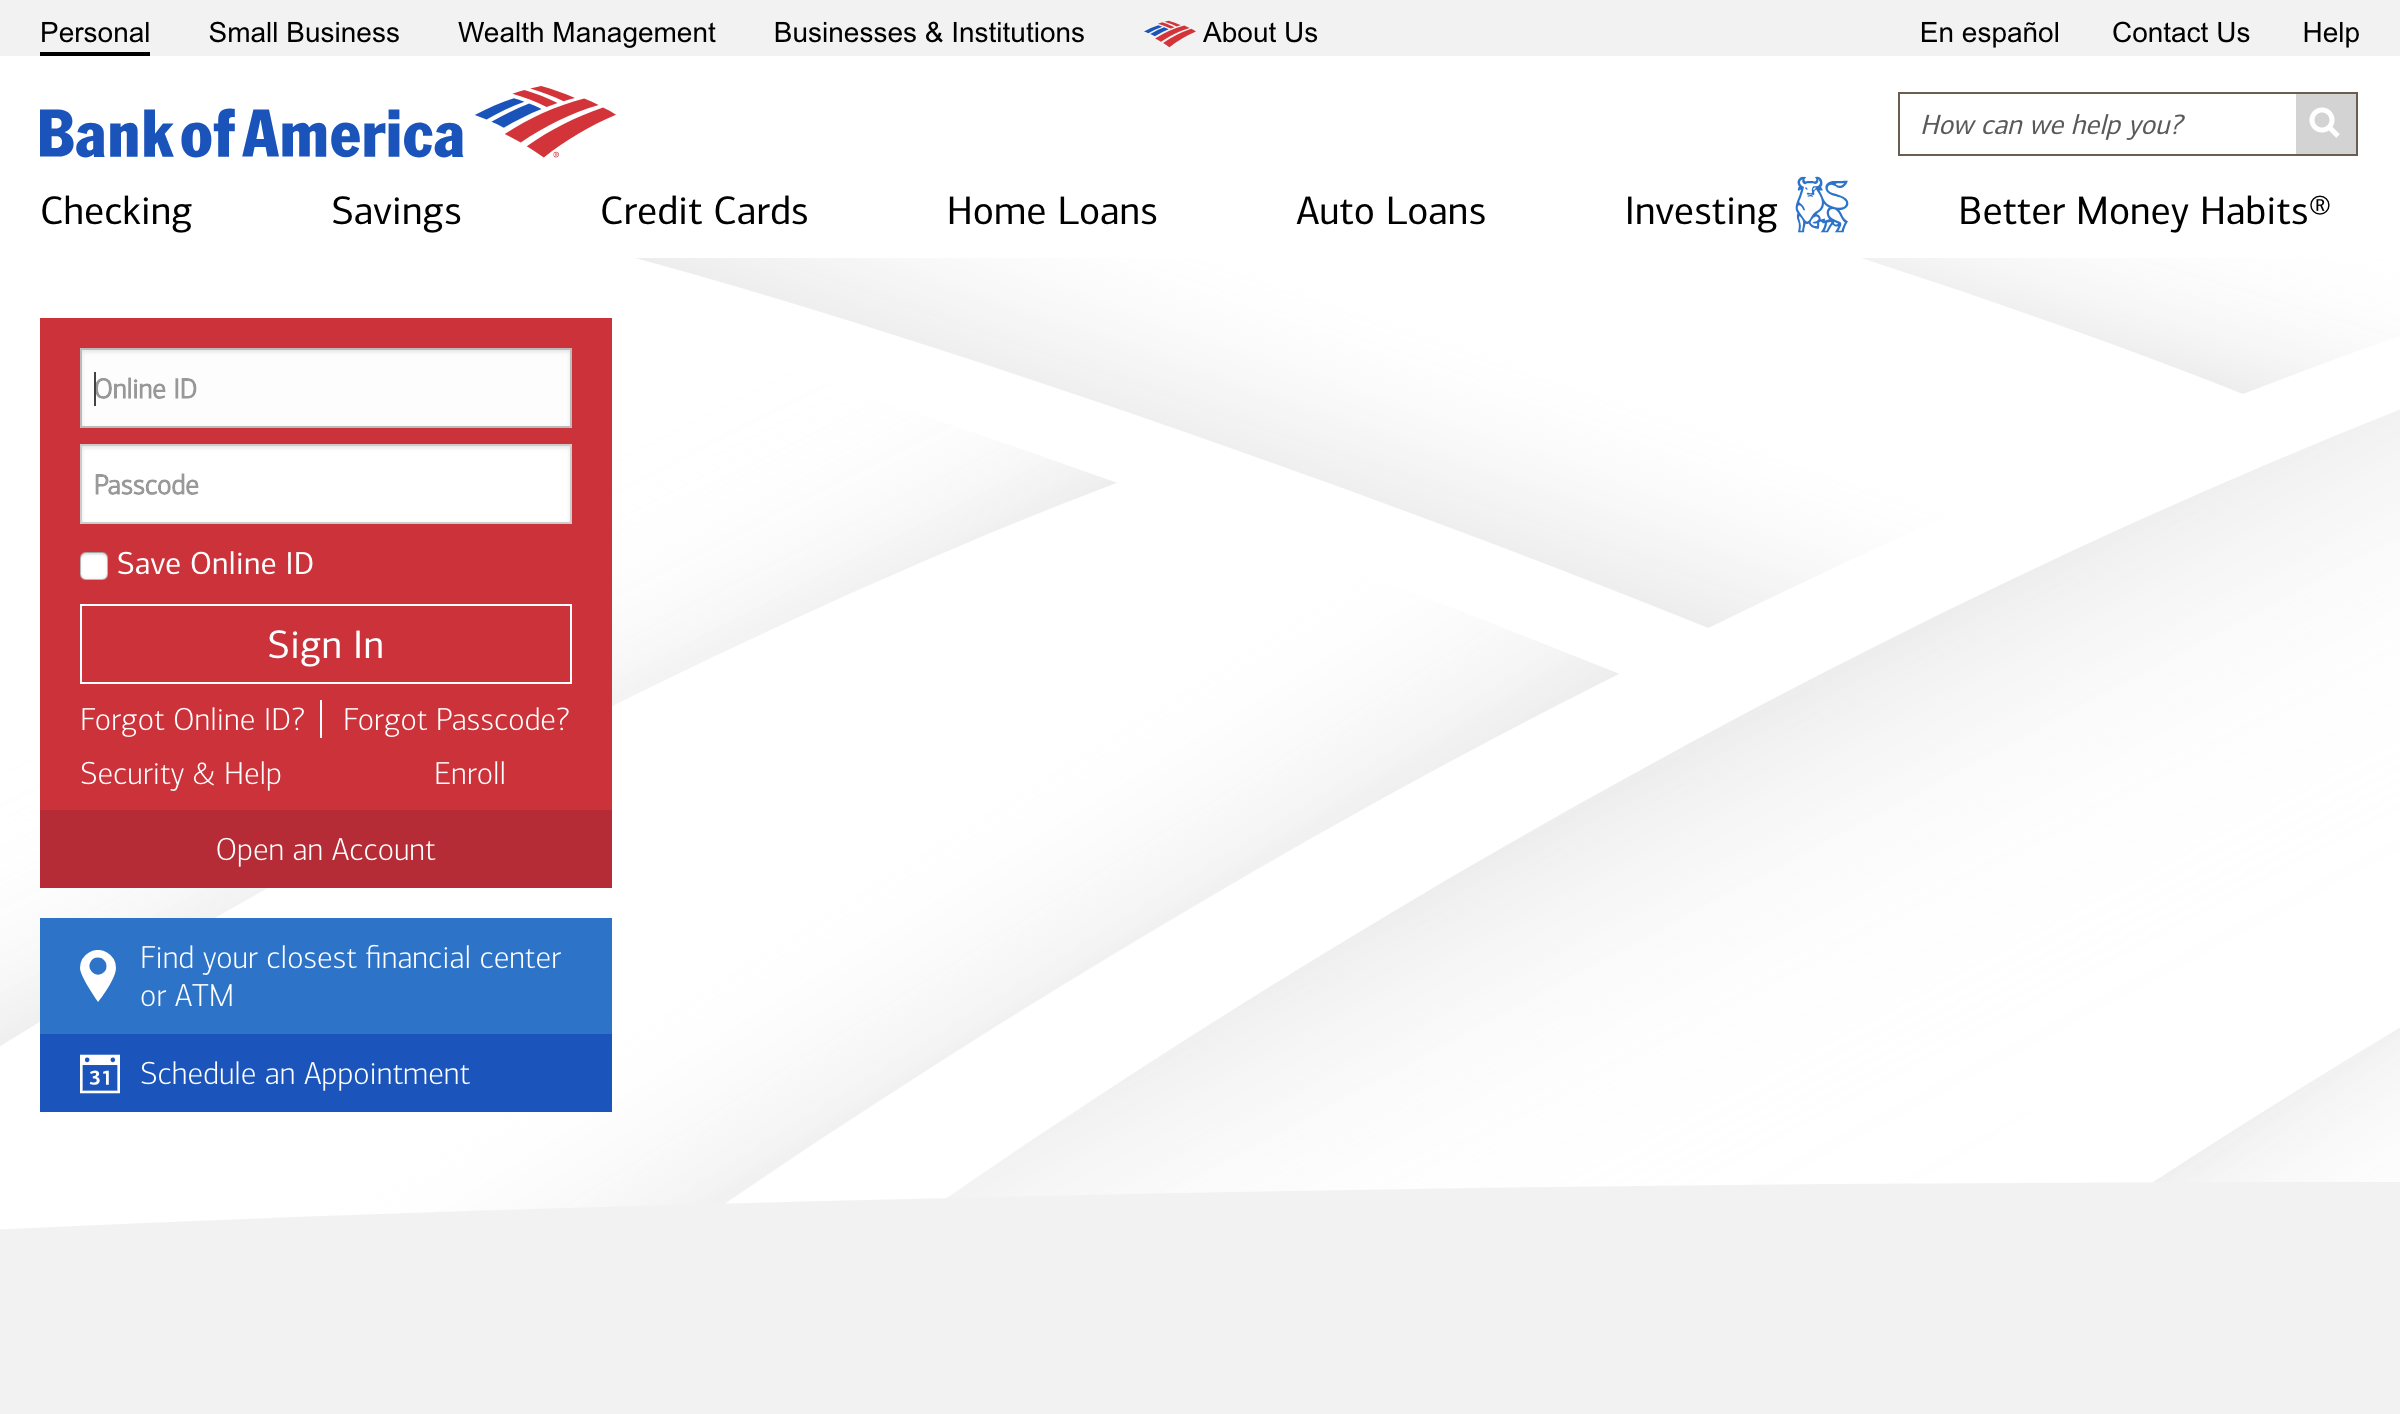 Personal Small Business Wealth Management Businesses & Institutions About Us En español Contact Us Help
Bank of America ®
How can we help you?
Checking Savings Credit Cards Home Loans Auto Loans Investing Better Money Habits®
Online ID
Passcode
Save Online ID
Sign In
Forgot Online ID? Forgot Passcode?
Security & Help Enroll
Open an Account
Find your closest financial center
or ATM
31 Schedule an Appointment